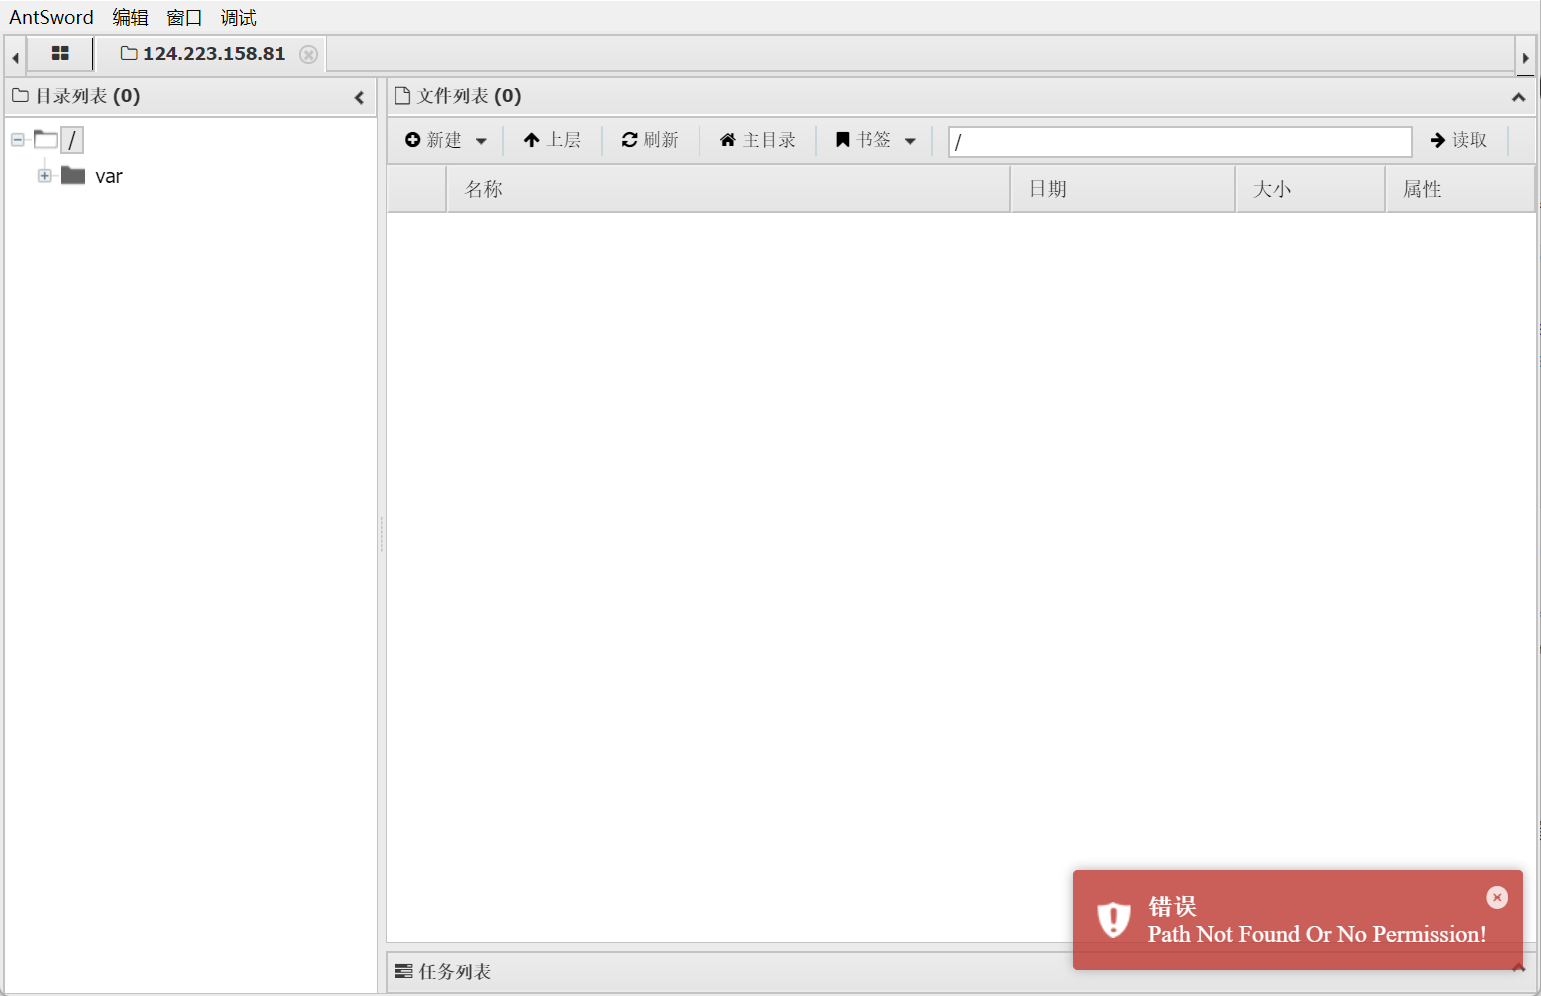 AntSword 编辑 窗口 调试
124.223.158.81
目录列表 (0)
/
var
文件列表 (0)
新建 上层 刷新 主目录 书签 / 读取
名称 日期 大小 属性
错误
Path Not Found Or No Permission!
任务列表